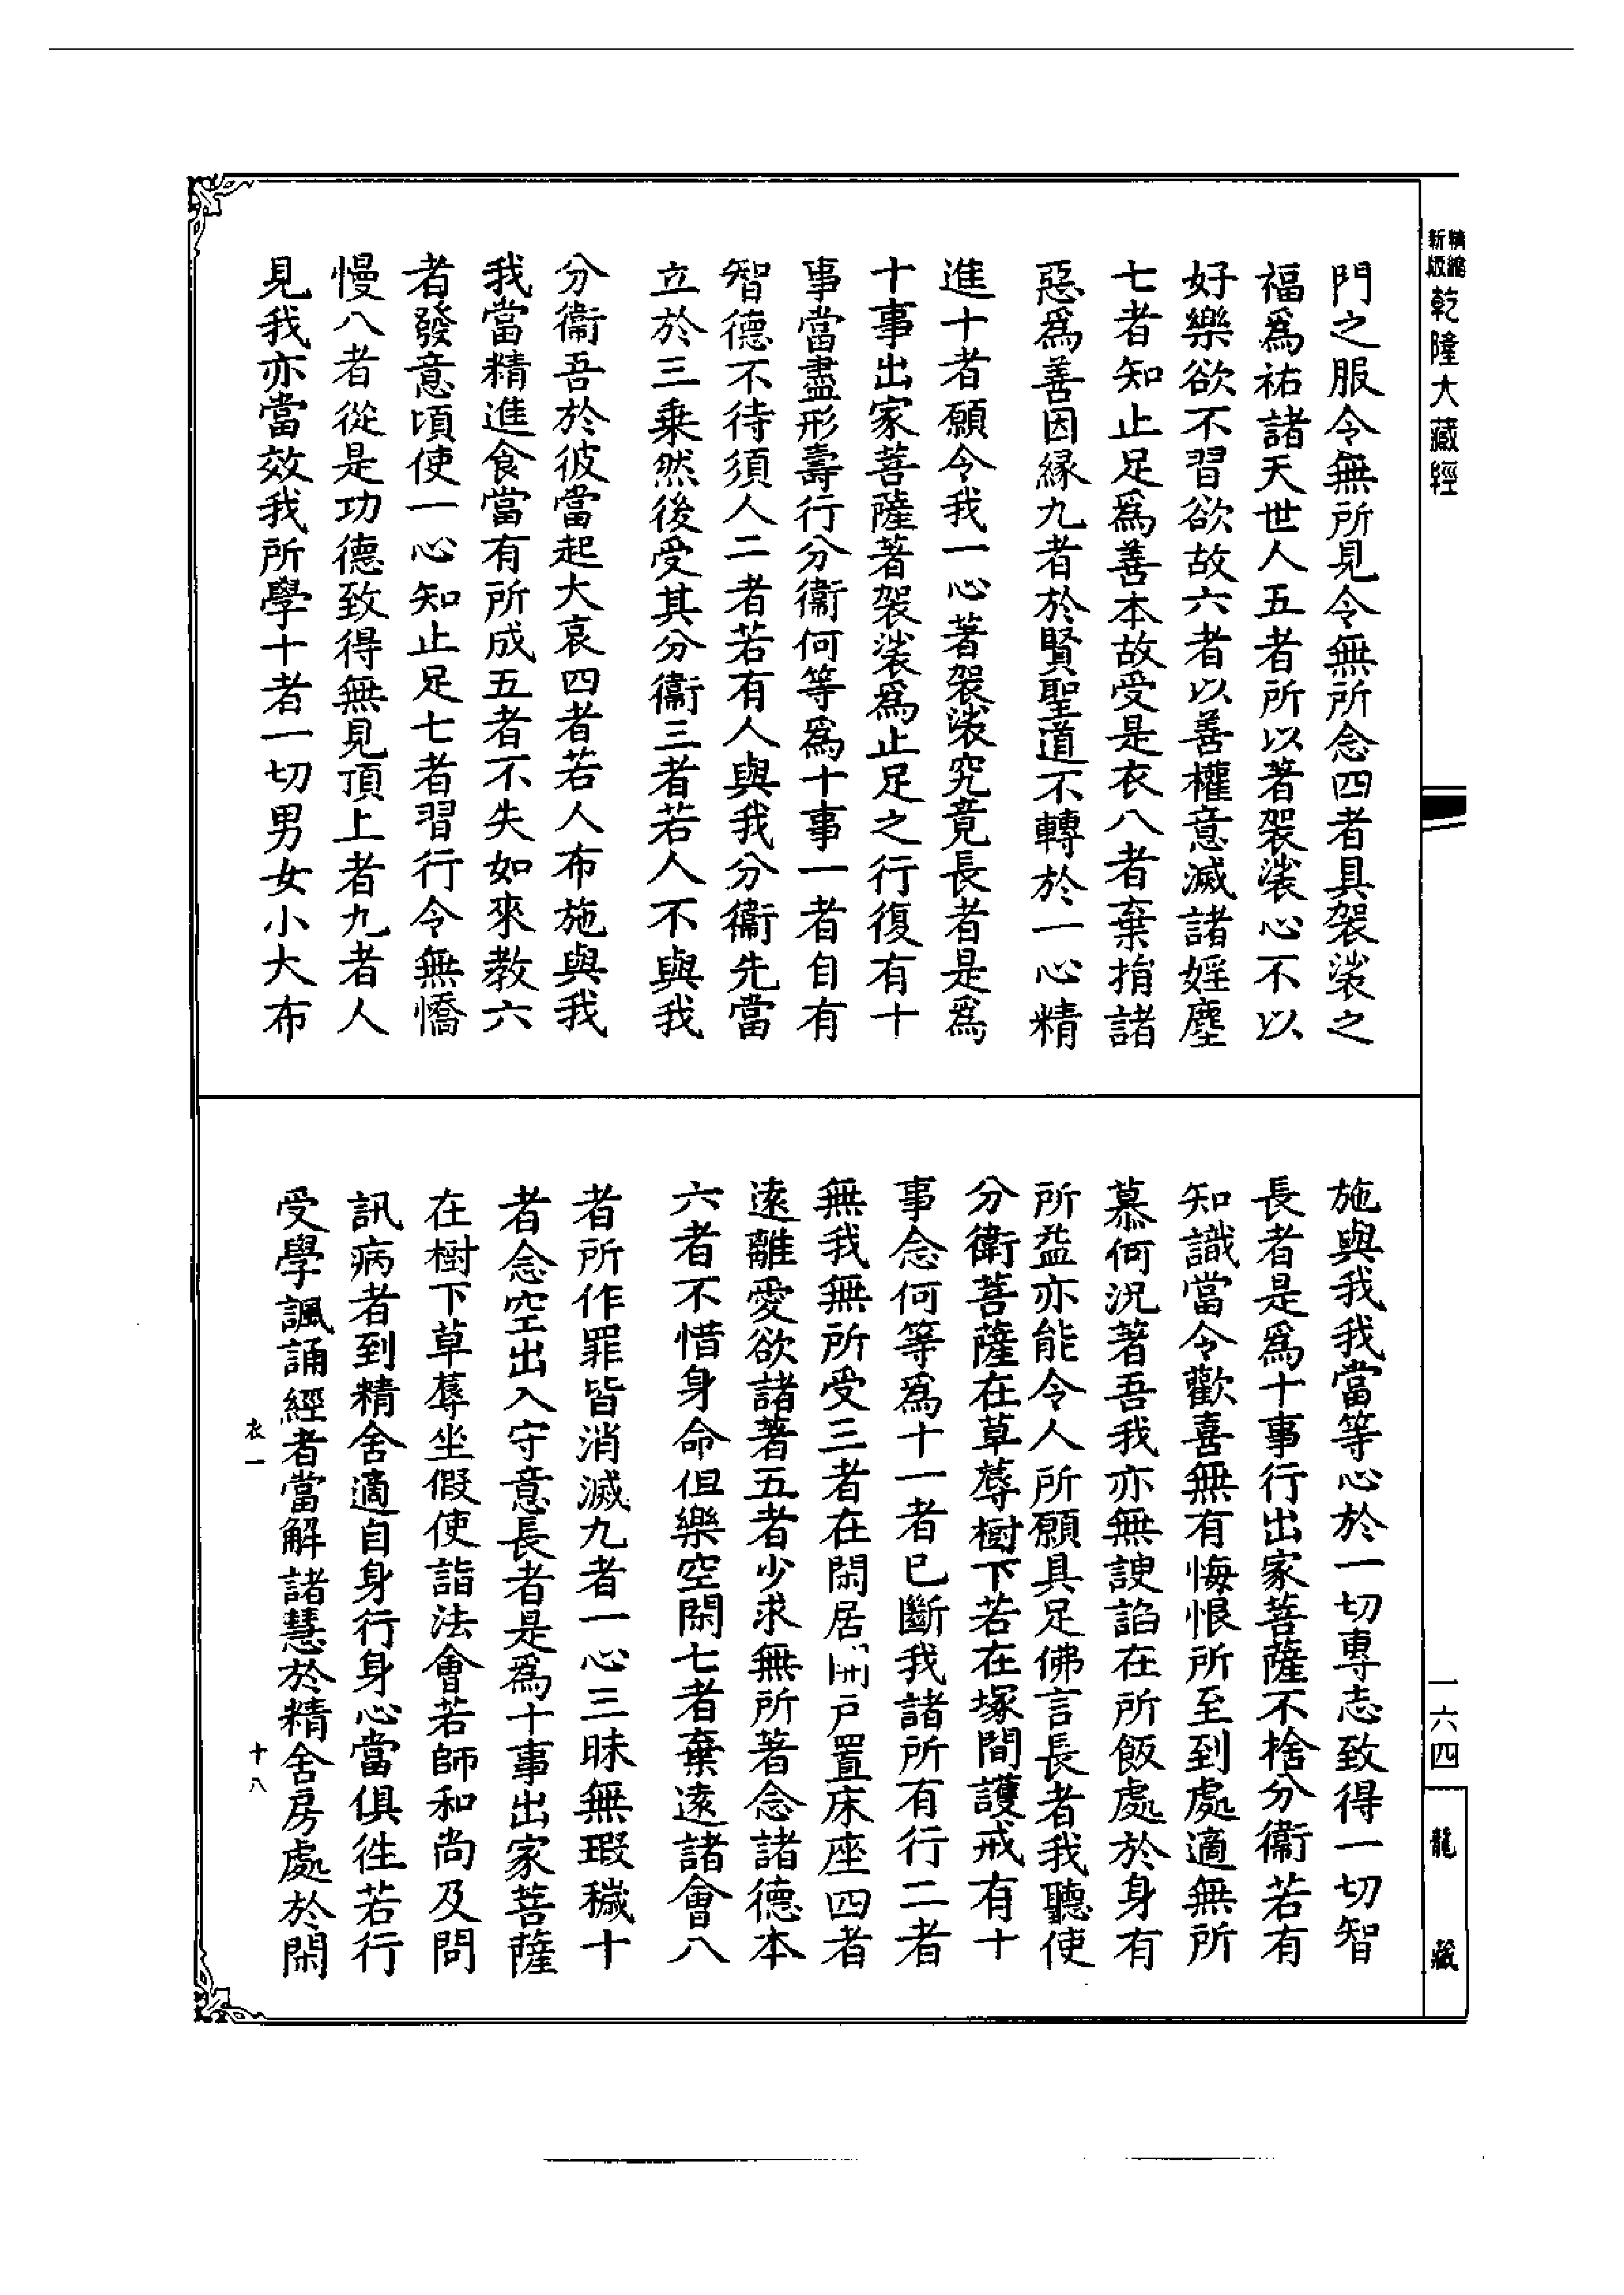 精縮新版乾隆大藏經
門之服令無所見令無所念四者具袈裟之
福爲祐諸天世人五者所以著袈裟心不以
好樂欲不習欲故六者以善權意滅諸婬塵
七者知止足爲善本故受是衣八者棄捐諸
惡爲善因緣九者於賢聖道不轉於一心精
進十者願令我一心著袈裟究竟長者是爲
十事出家菩薩著袈裟爲止足之行復有十
事當盡形壽行分衞何等爲十事一者自有
智德不待須人二者若有人與我分衞先當
立於三乗然後受其分衞三者若人不與我
分衞吾於彼當起大哀四者若人布施與我
我當精進食當有所成五者不失如來教六
者發意頃使一心知止足七者習行令無憍
慢八者從是功德致得無見頂上者九者人
見我亦當效我所學十者一切男女小大布
施與我我當等心於一切專志致得一切智
長者是爲十事行出家菩薩不捨分衞若有
知識當令歡喜無有悔恨所至到處適無所
慕何況著吾我亦無諛諂在所飯處於身有
所益亦能令人所願具足佛言長者我聽使
分衛菩薩在草蓐樹下若在塚間護戒有十
事念何等爲十一者已斷我諸所有行二者
無我無所受三者在閑居開戶置床座四者
遠離愛欲諸著五者少求無所著念諸德本
六者不惜身命但樂空閑七者棄遠諸會八
者所作罪皆消滅九者一心三昧無瑕穢十
者念空出入守意長者是爲十事出家菩薩
在樹下草蓐坐假使詣法會若師和尚及問
訊病者到精舍適自身行身心當俱徃若行
受學諷誦經者當解諸慧於精舍房處於閑
衣一
十八
一六四
龍藏